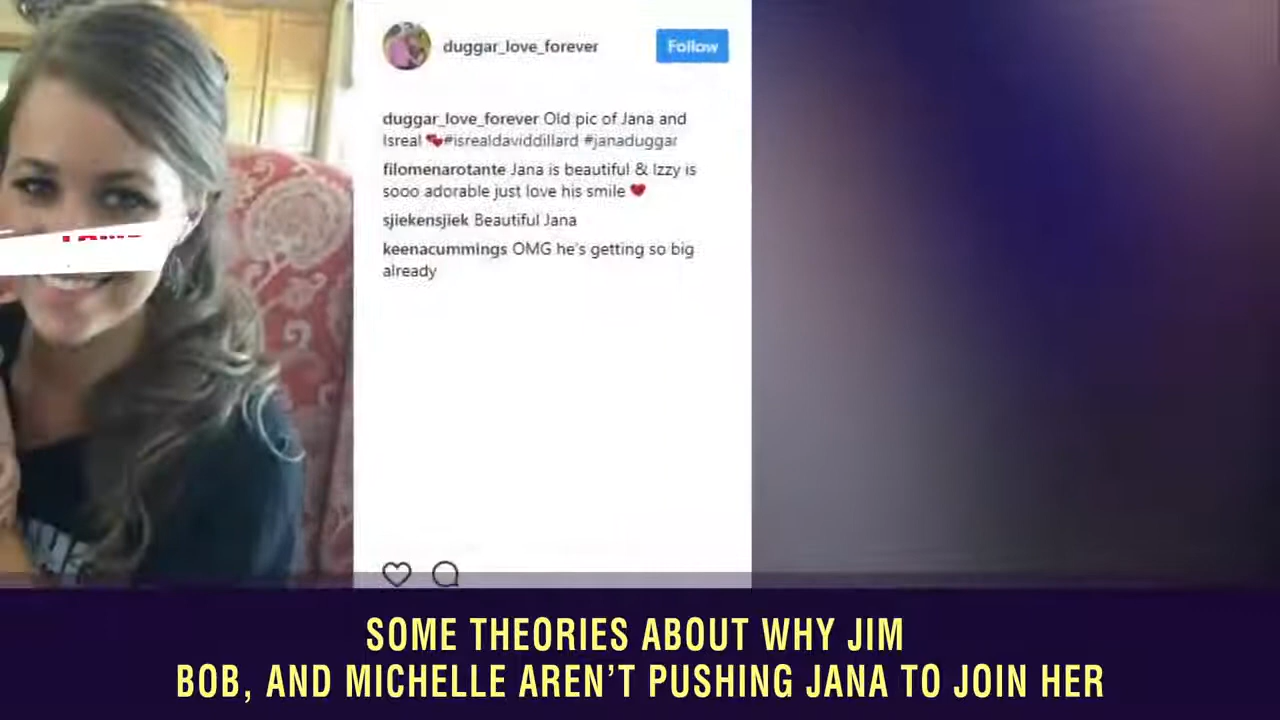 duggar_love_forever
Follow
duggar_love_forever Old pic of Jana and
Isreal 💕#isrealdaviddillard #janaduggar
filomenarotante Jana is beautiful & Izzy is
sooo adorable just love his smile ❤
sjiekensjiek Beautiful Jana
keenacummings OMG he's getting so big
already
SOME THEORIES ABOUT WHY JIM
BOB, AND MICHELLE AREN'T PUSHING JANA TO JOIN HER